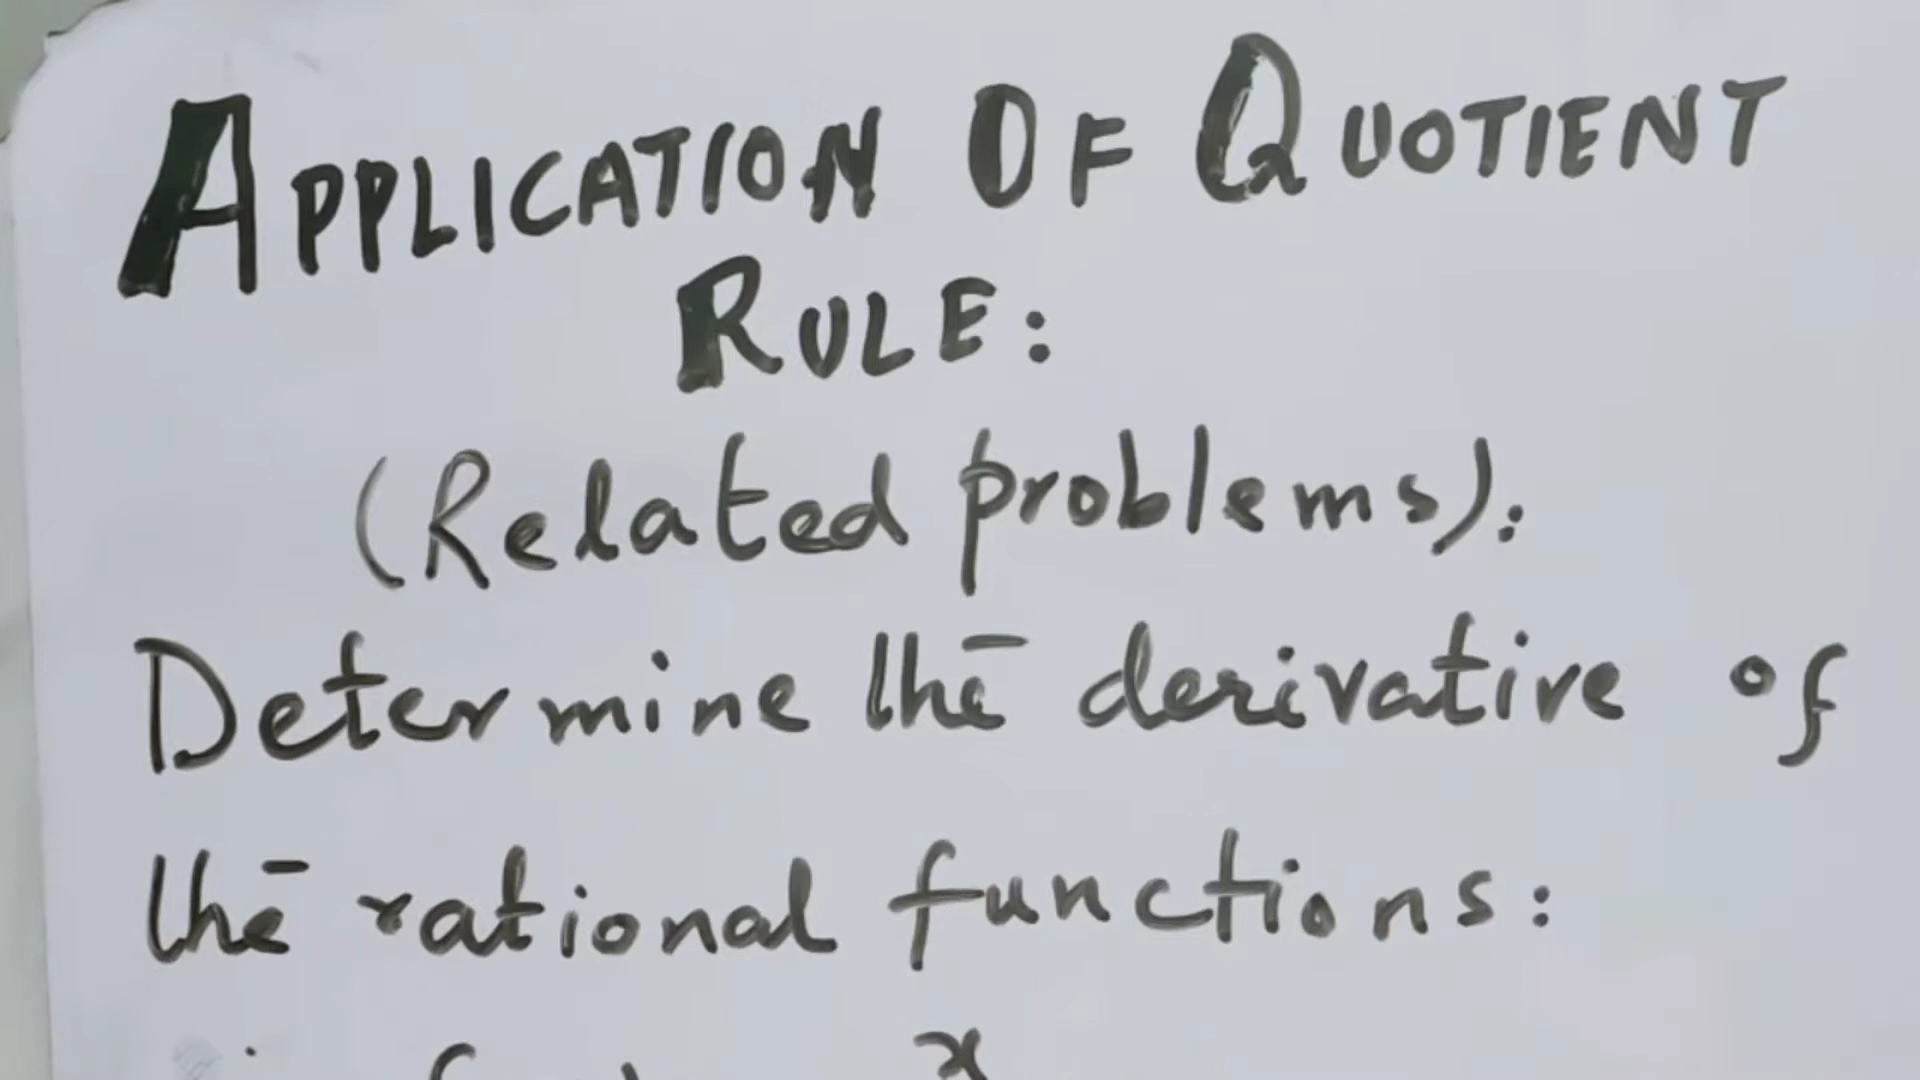 APPLICATION OF QUOTIENT
RULE:
(Related problems).
Determine the derivative of
the rational functions:
x